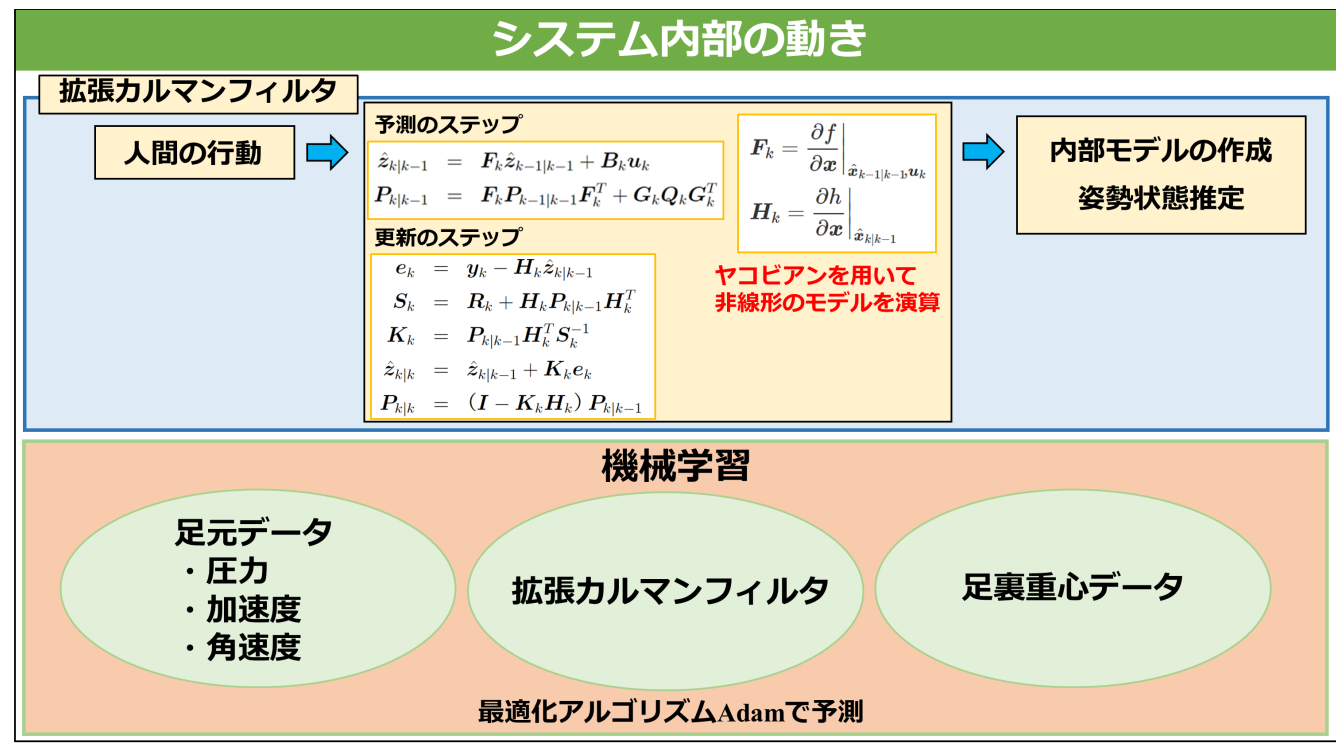 システム内部の動き
拡張カルマンフィルタ
人間の行動
予測のステップ
ẑ_{k|k−1} = F_k ẑ_{k−1|k−1} + B_k u_k
P_{k|k−1} = F_k P_{k−1|k−1} F_k^T + G_k Q_k G_k^T
更新のステップ
e_k = y_k − H_k ẑ_{k|k−1}
S_k = R_k + H_k P_{k|k−1} H_k^T
K_k = P_{k|k−1} H_k^T S_k^{−1}
ẑ_{k|k} = ẑ_{k|k−1} + K_k e_k
P_{k|k} = (I − K_k H_k) P_{k|k−1}
F_k = ∂f/∂x |_{x̂_{k−1|k−1},u_k}
H_k = ∂h/∂x |_{x̂_{k|k−1}}
ヤコビアンを用いて
非線形のモデルを演算
内部モデルの作成
姿勢状態推定
機械学習
足元データ
・圧力
・加速度
・角速度
拡張カルマンフィルタ
足裏重心データ
最適化アルゴリズムAdamで予測